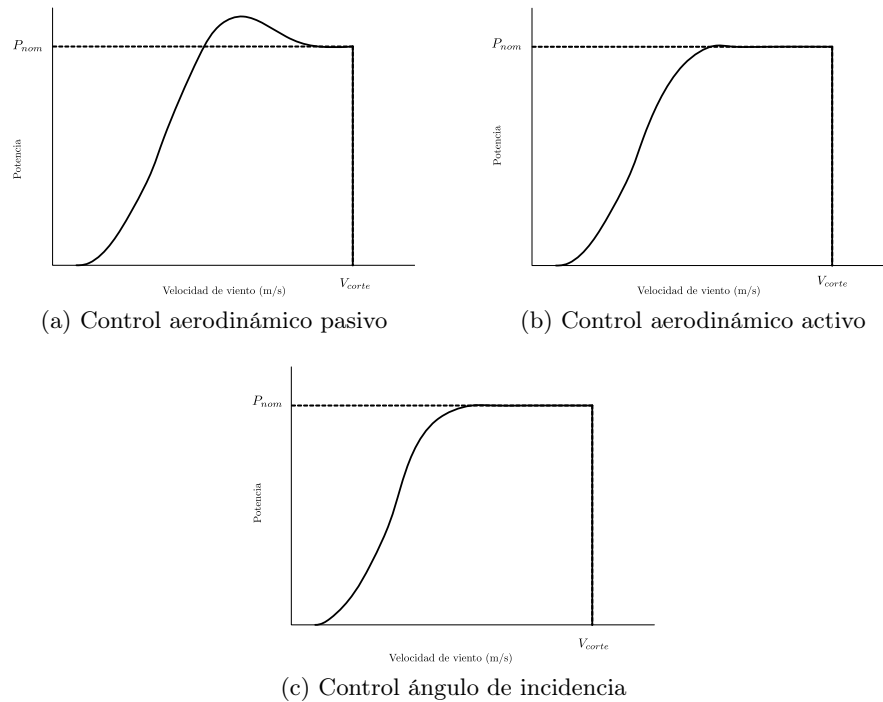 P_nom
Potencia
Velocidad de viento (m/s)
V_corte
(a) Control aerodinámico pasivo
P_nom
Potencia
Velocidad de viento (m/s)
V_corte
(b) Control aerodinámico activo
P_nom
Potencia
Velocidad de viento (m/s)
V_corte
(c) Control ángulo de incidencia